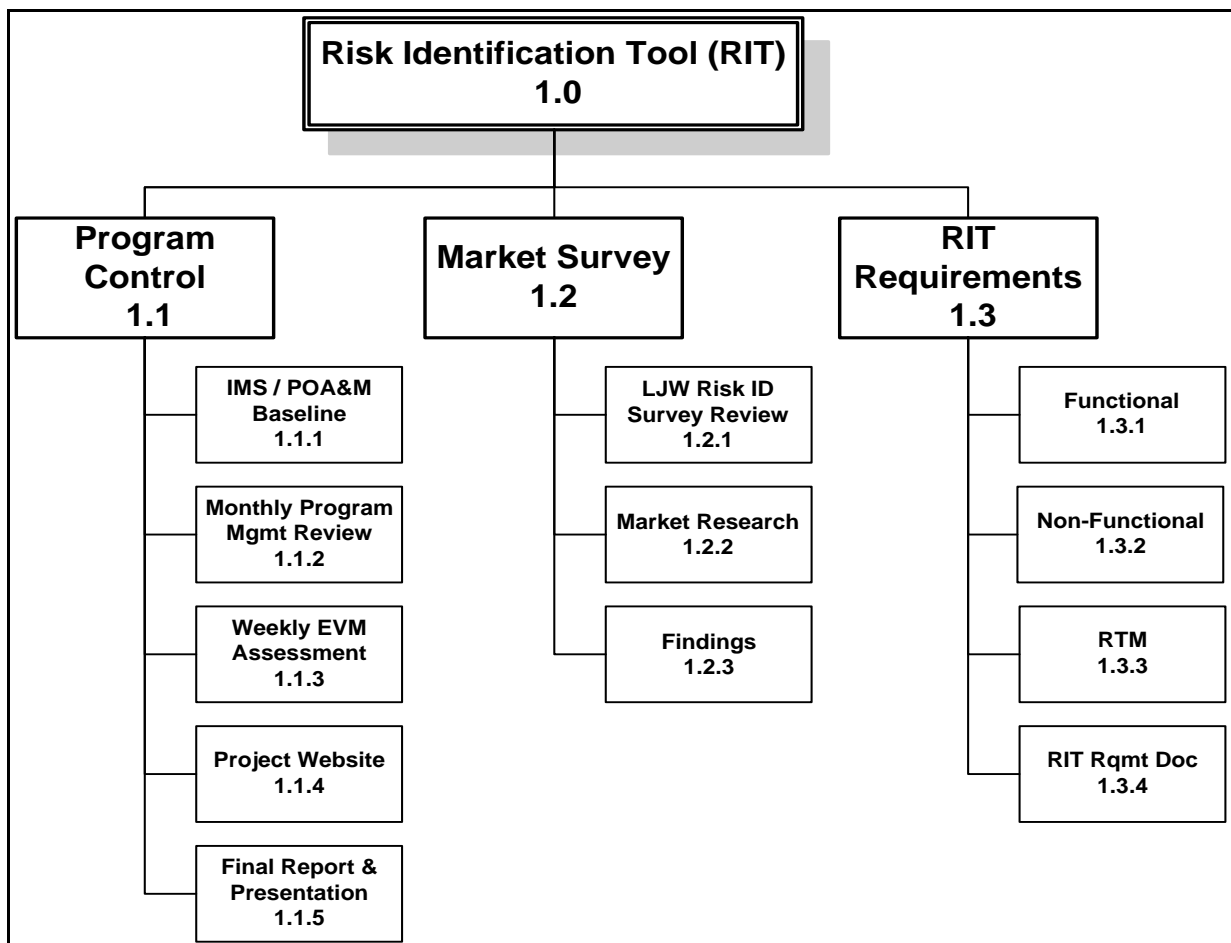 Risk Identification Tool (RIT)
1.0
Program
Control
1.1
IMS / POA&M
Baseline
1.1.1
Monthly Program
Mgmt Review
1.1.2
Weekly EVM
Assessment
1.1.3
Project Website
1.1.4
Final Report &
Presentation
1.1.5
Market Survey
1.2
LJW Risk ID
Survey Review
1.2.1
Market Research
1.2.2
Findings
1.2.3
RIT
Requirements
1.3
Functional
1.3.1
Non-Functional
1.3.2
RTM
1.3.3
RIT Rqmt Doc
1.3.4